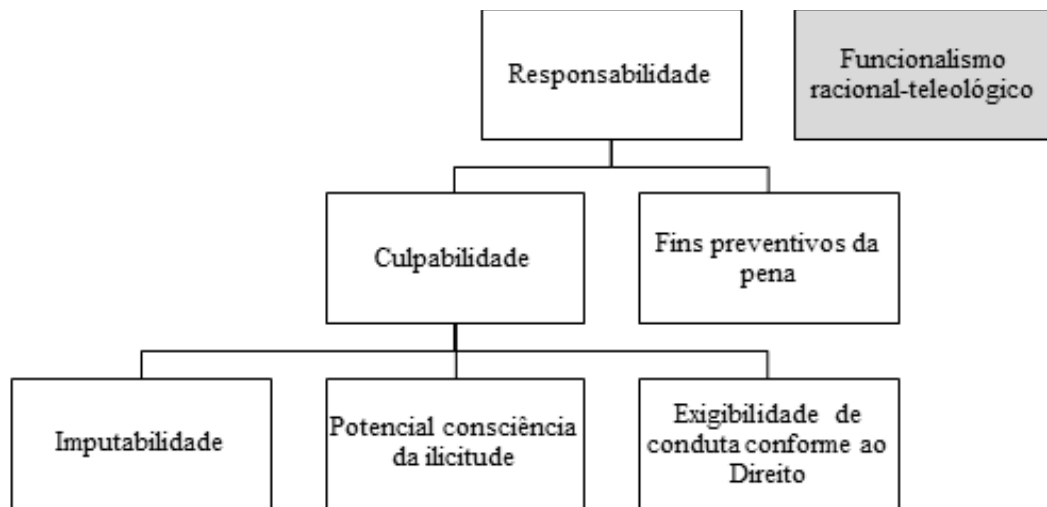 Responsabilidade
Funcionalismo
racional-teleológico
Culpabilidade
Fins preventivos da
pena
Imputabilidade
Potencial consciência
da ilicitude
Exigibilidade de
conduta conforme ao
Direito